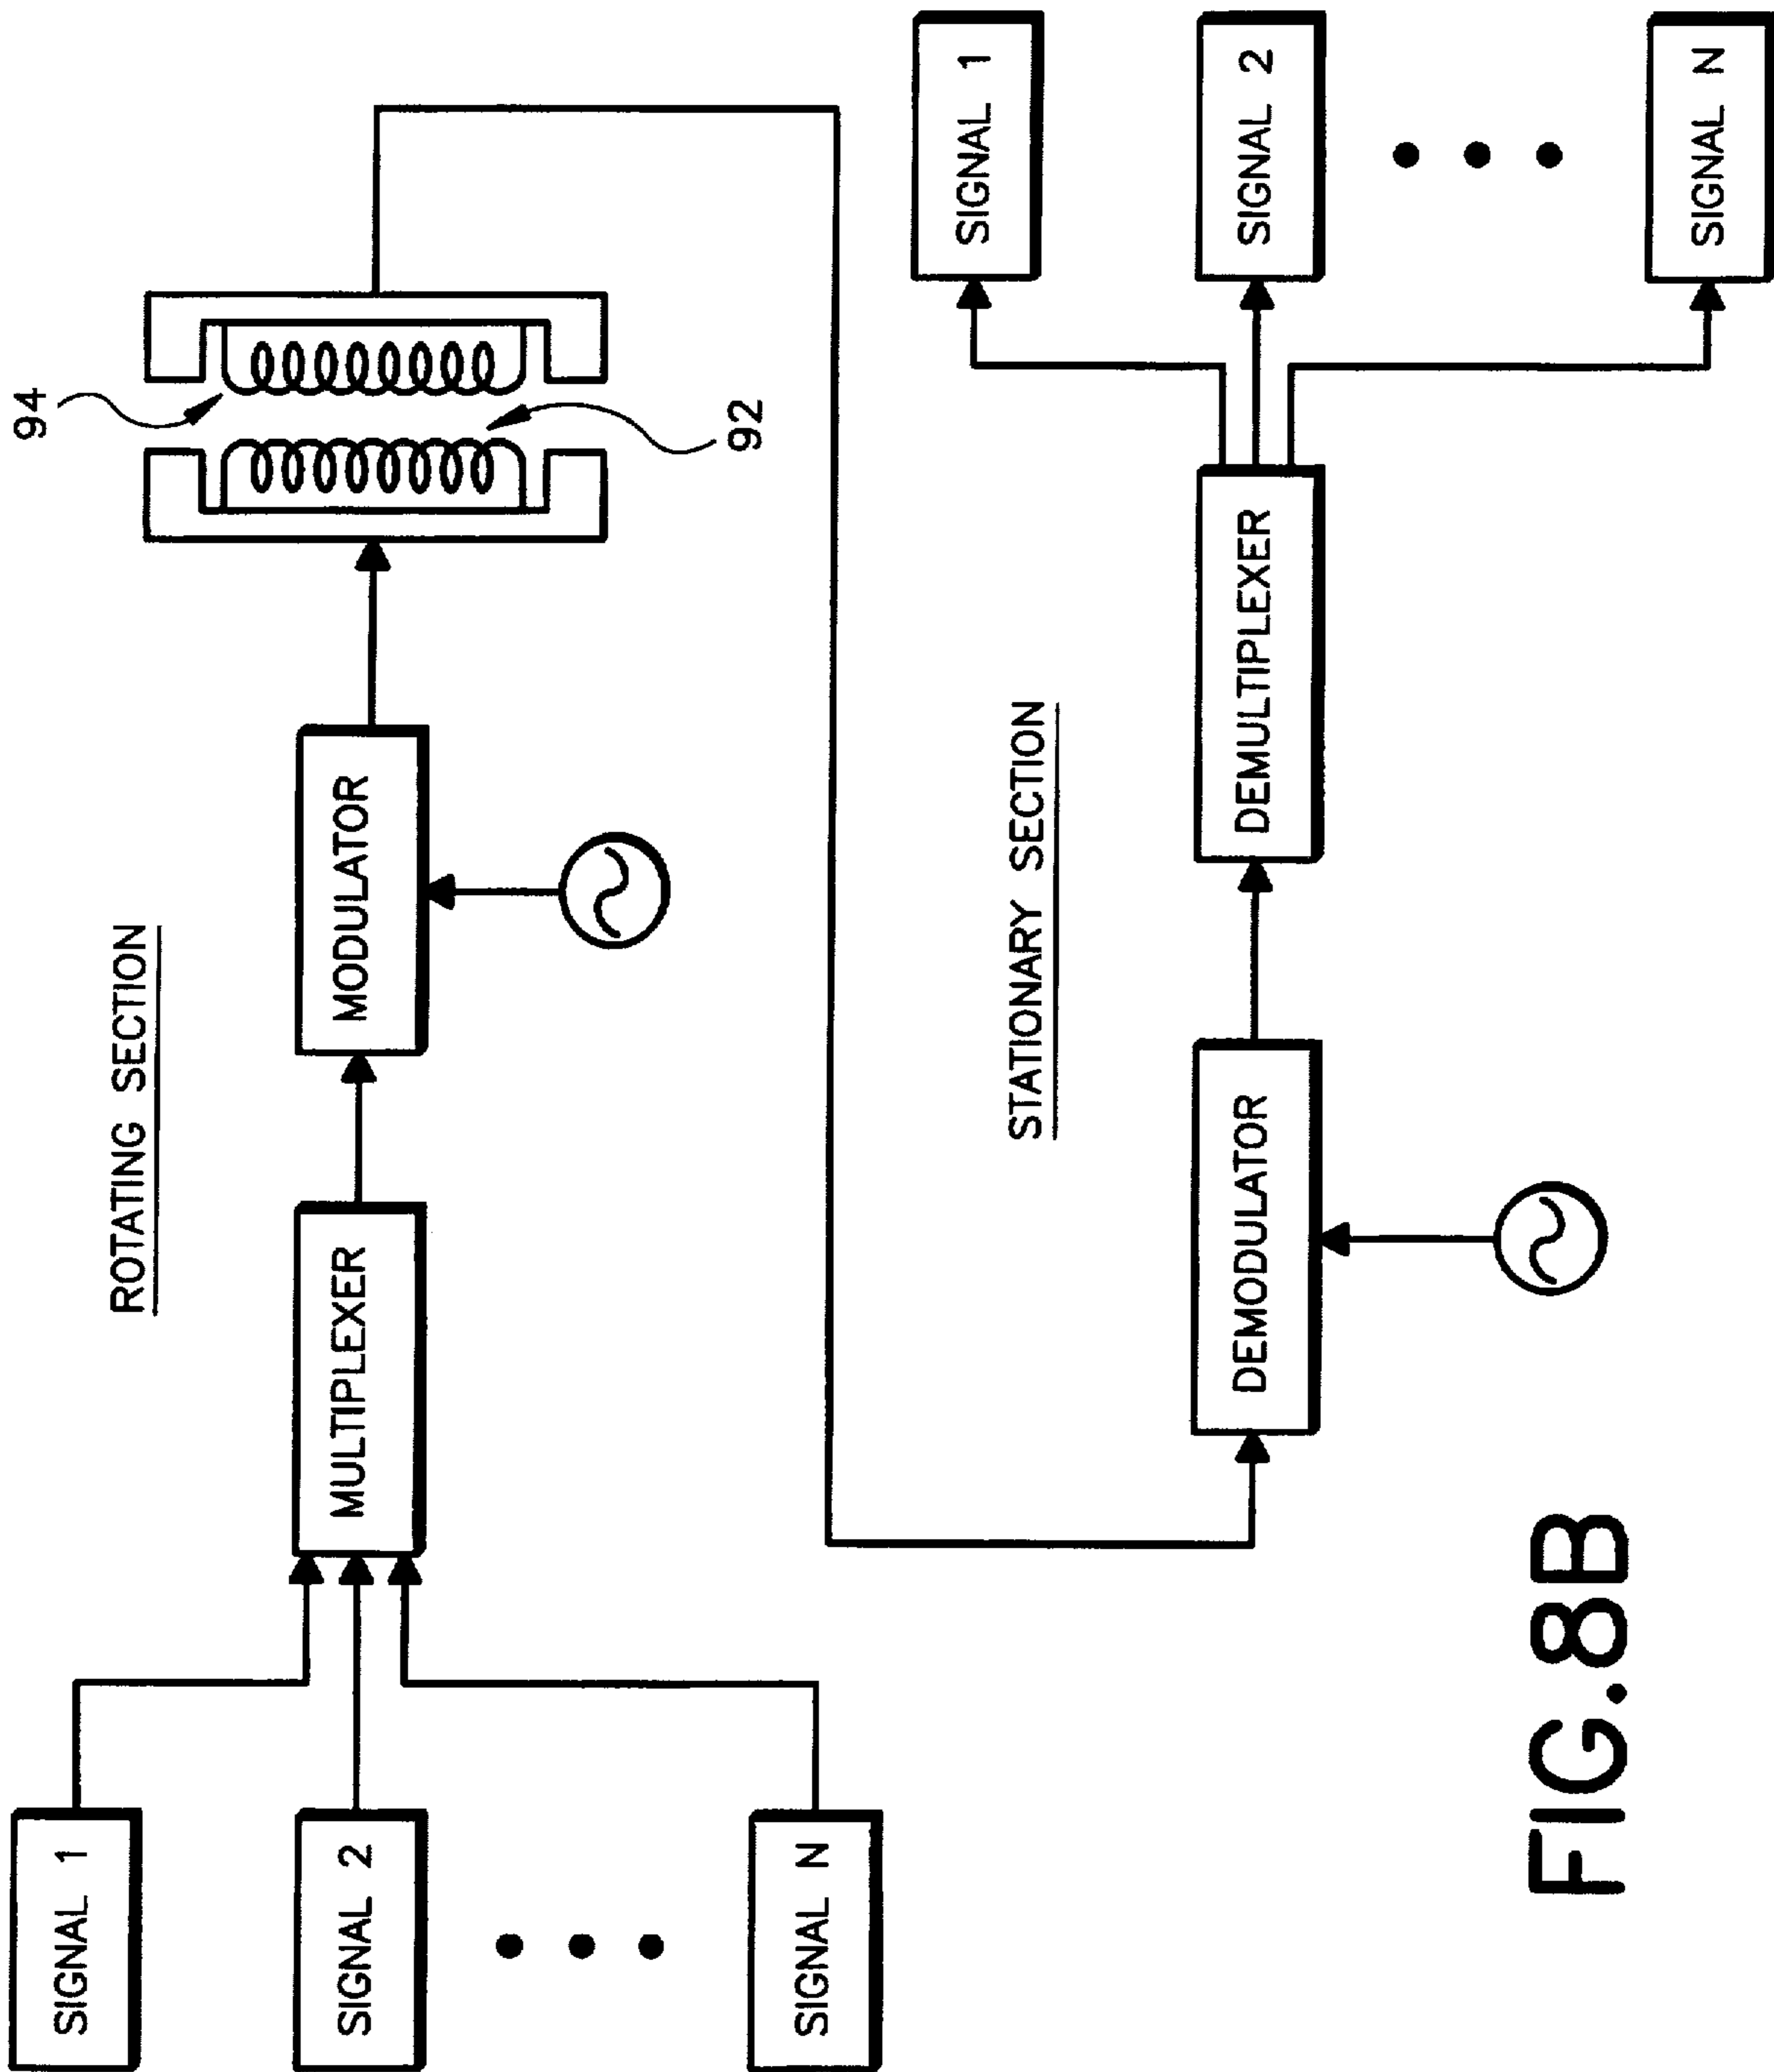 ROTATING SECTION
SIGNAL 1
SIGNAL 2
SIGNAL N
MULTIPLEXER
MODULATOR
94
92
STATIONARY SECTION
DEMODULATOR
DEMULTIPLEXER
SIGNAL 1
SIGNAL 2
SIGNAL N
FIG.8B